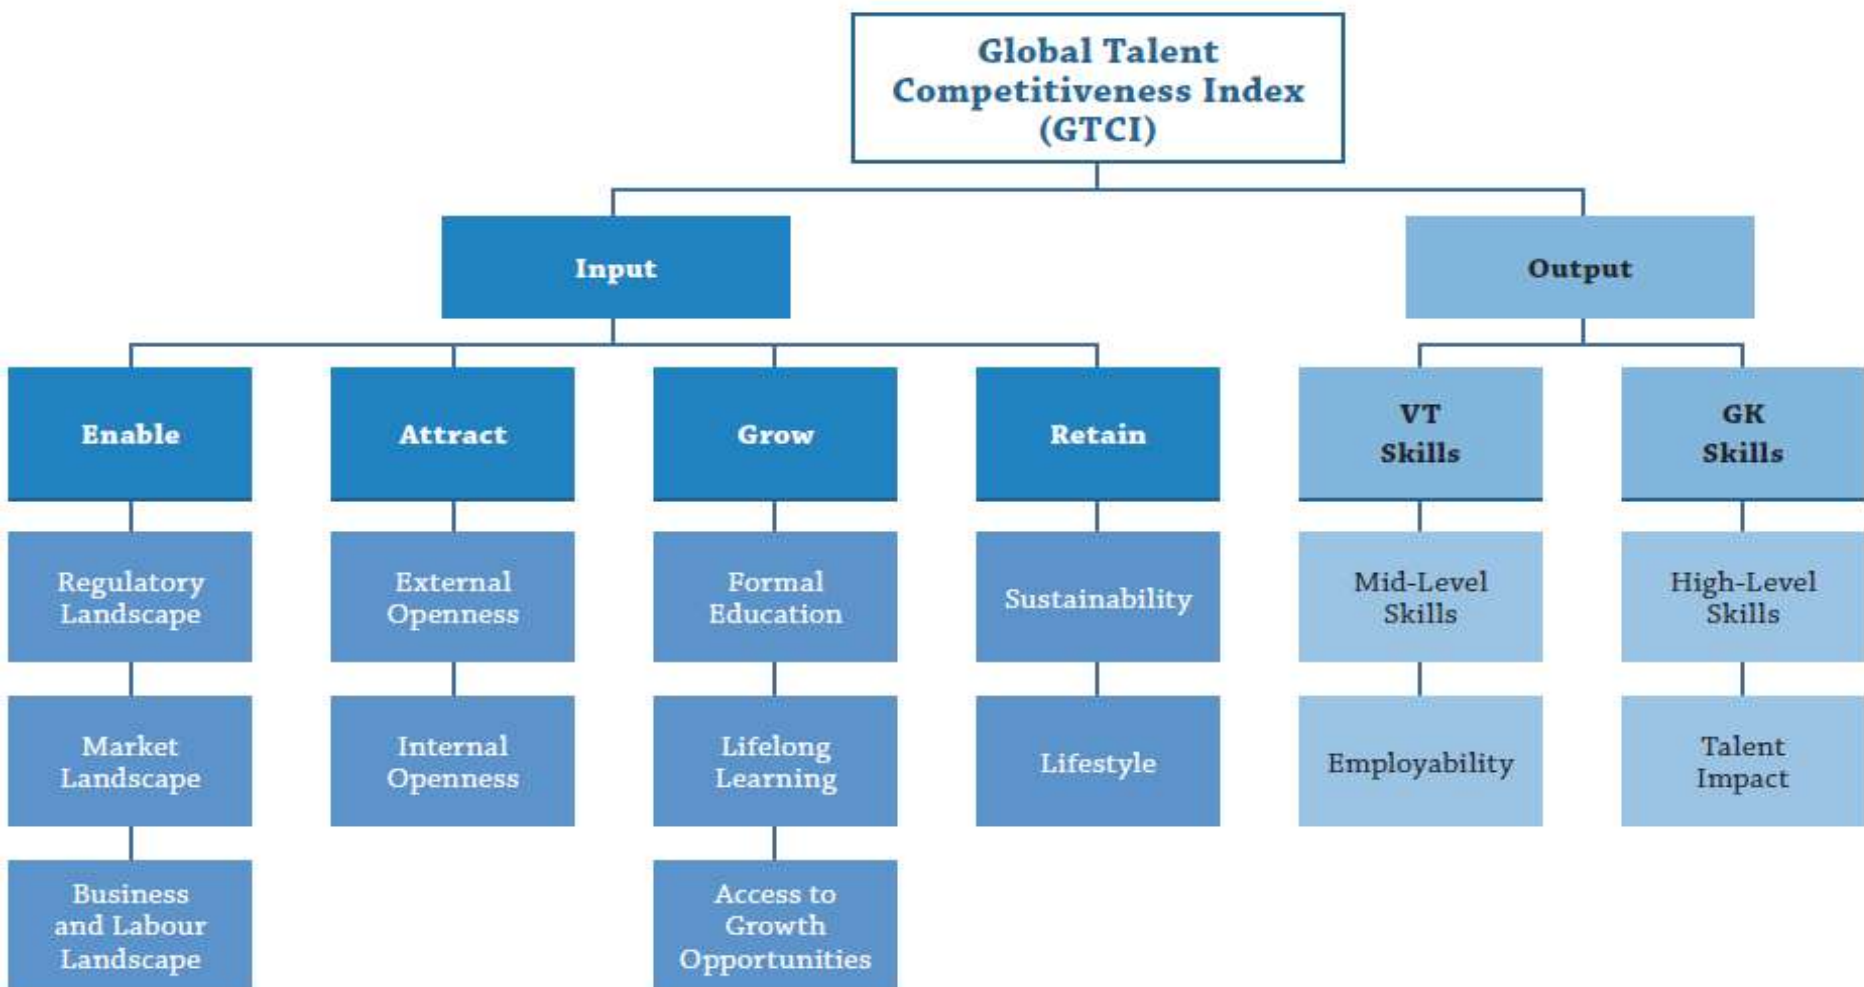 Global Talent
Competitiveness Index
(GTCI)
Input
Output
Enable
Attract
Grow
Retain
VT
Skills
GK
Skills
Regulatory
Landscape
External
Openness
Formal
Education
Sustainability
Mid-Level
Skills
High-Level
Skills
Market
Landscape
Internal
Openness
Lifelong
Learning
Lifestyle
Employability
Talent
Impact
Business
and Labour
Landscape
Access to
Growth
Opportunities